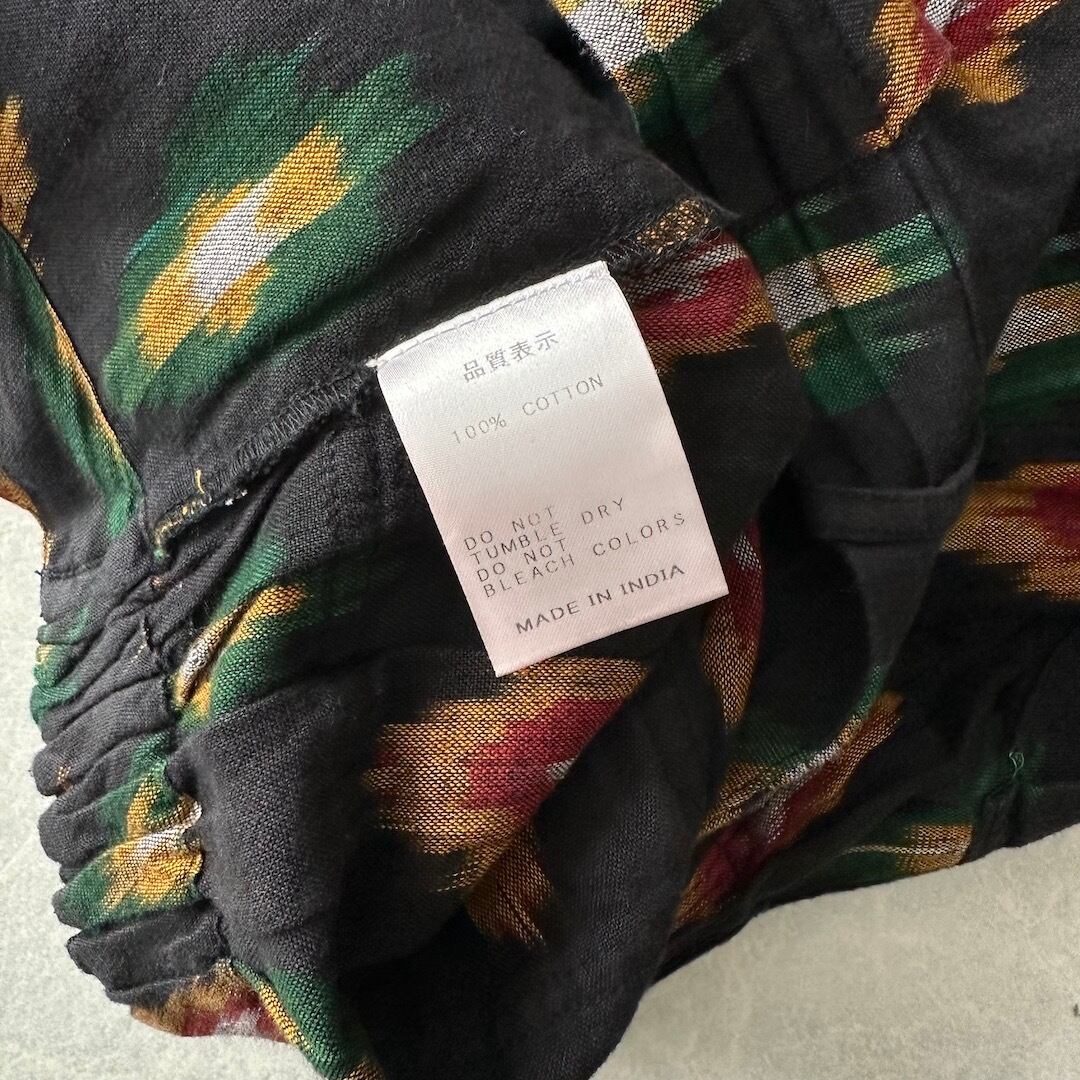 品質表示
100% COTTON
DO NOT
TUMBLE DRY
DO NOT
BLEACH COLORS
MADE IN INDIA